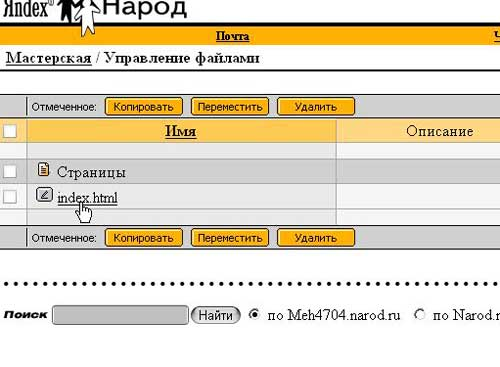 Яndex® Народ
Почта
Мастерская / Управление файлами
Отмеченное: Копировать Переместить Удалить
Имя Описание
Страницы
index.html
Отмеченное: Копировать Переместить Удалить
Поиск Найти по Meh4704.narod.ru по Narod.r